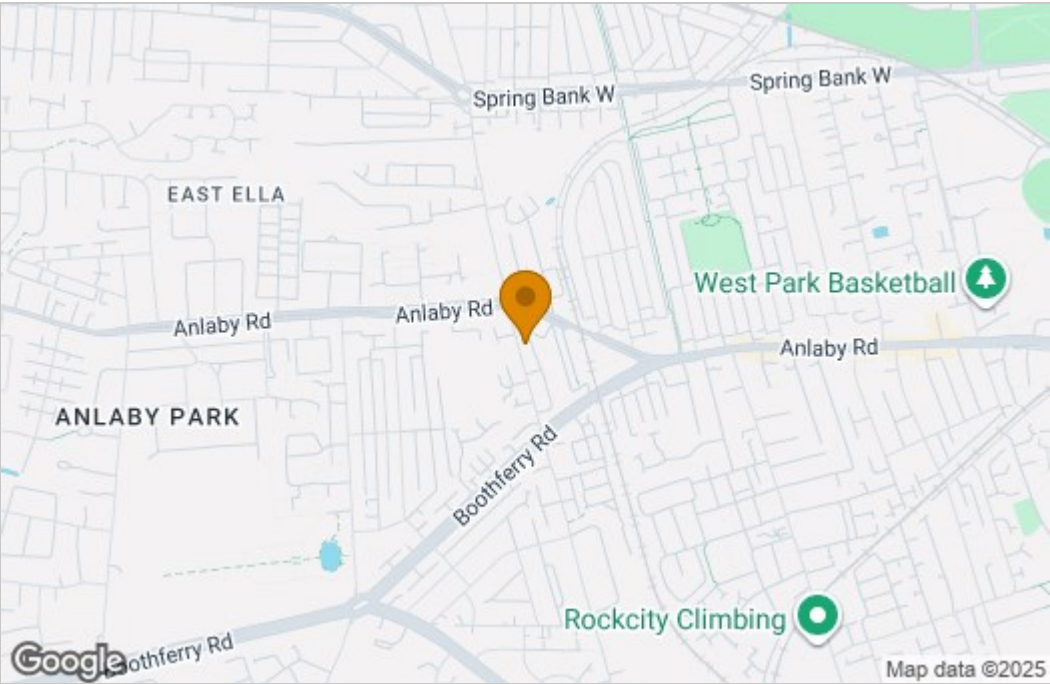 Spring Bank W
Spring Bank W
EAST ELLA
West Park Basketball
Anlaby Rd
Anlaby Rd
Anlaby Rd
ANLABY PARK
Boothferry Rd
Rockcity Climbing
Boothferry Rd
Google
Map data ©2025